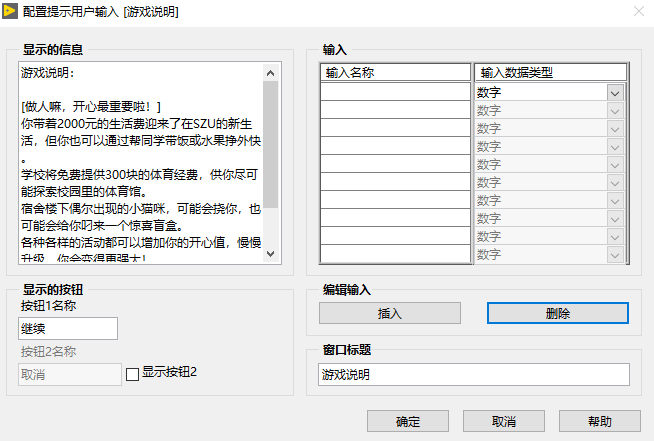 配置提示用户输入 [游戏说明]
显示的信息
游戏说明：
[做人嘛，开心最重要啦！]
你带着2000元的生活费迎来了在SZU的新生
活，但你也可以通过帮同学带饭或水果挣外快
。
学校将免费提供300块的体育经费，供你尽可
能探索校园里的体育馆。
宿舍楼下偶尔出现的小猫咪，可能会挠你，也
可能会给你叼来一个惊喜盲盒。
各种各样的活动都可以增加你的开心值，慢慢
升级，你会变得更强大！
显示的按钮
按钮1名称
继续
按钮2名称
取消
显示按钮2
输入
输入名称 输入数据类型
数字
数字
数字
数字
数字
数字
数字
数字
数字
数字
编辑输入
插入 删除
窗口标题
游戏说明
确定 取消 帮助